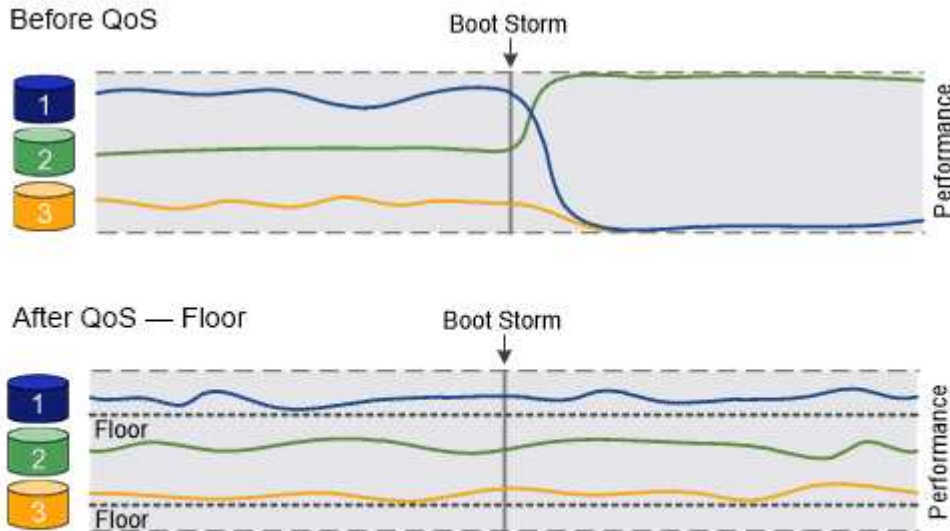 Before QoS
Boot Storm
1
2
3
Performance
After QoS — Floor
Boot Storm
1
Floor
2
3
Floor
Performance